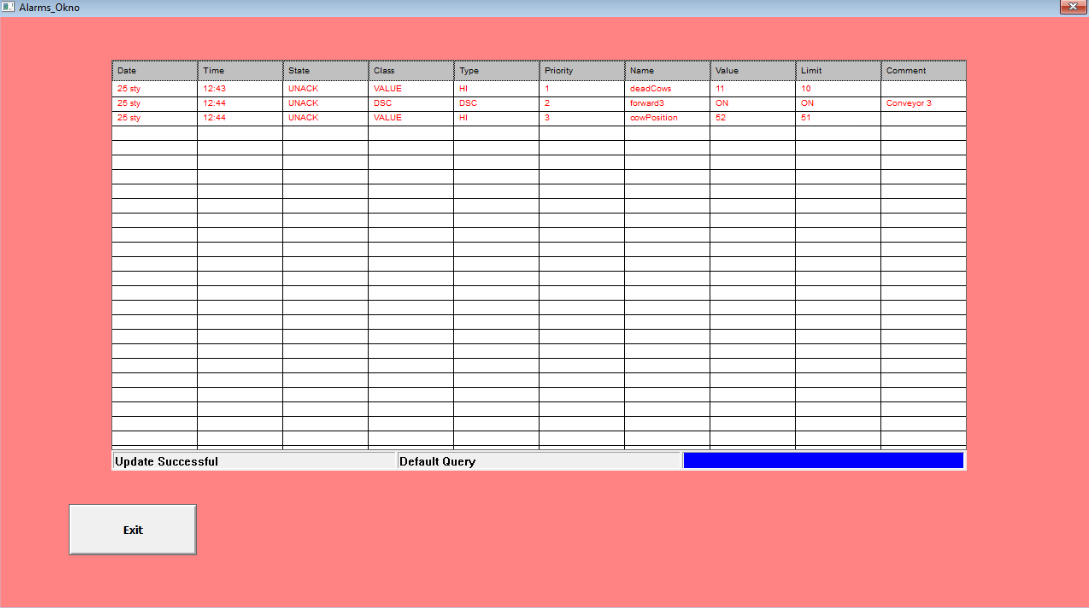 Alarms_Okno
Date Time State Class Type Priority Name Value Limit Comment
25 sty 12:43 UNACK VALUE HI 1 deadCows 11 10
25 sty 12:44 UNACK DSC DSC 2 forward3 ON ON Conveyor 3
25 sty 12:44 UNACK VALUE HI 3 cowPosition 52 51
Update Successful Default Query
Exit